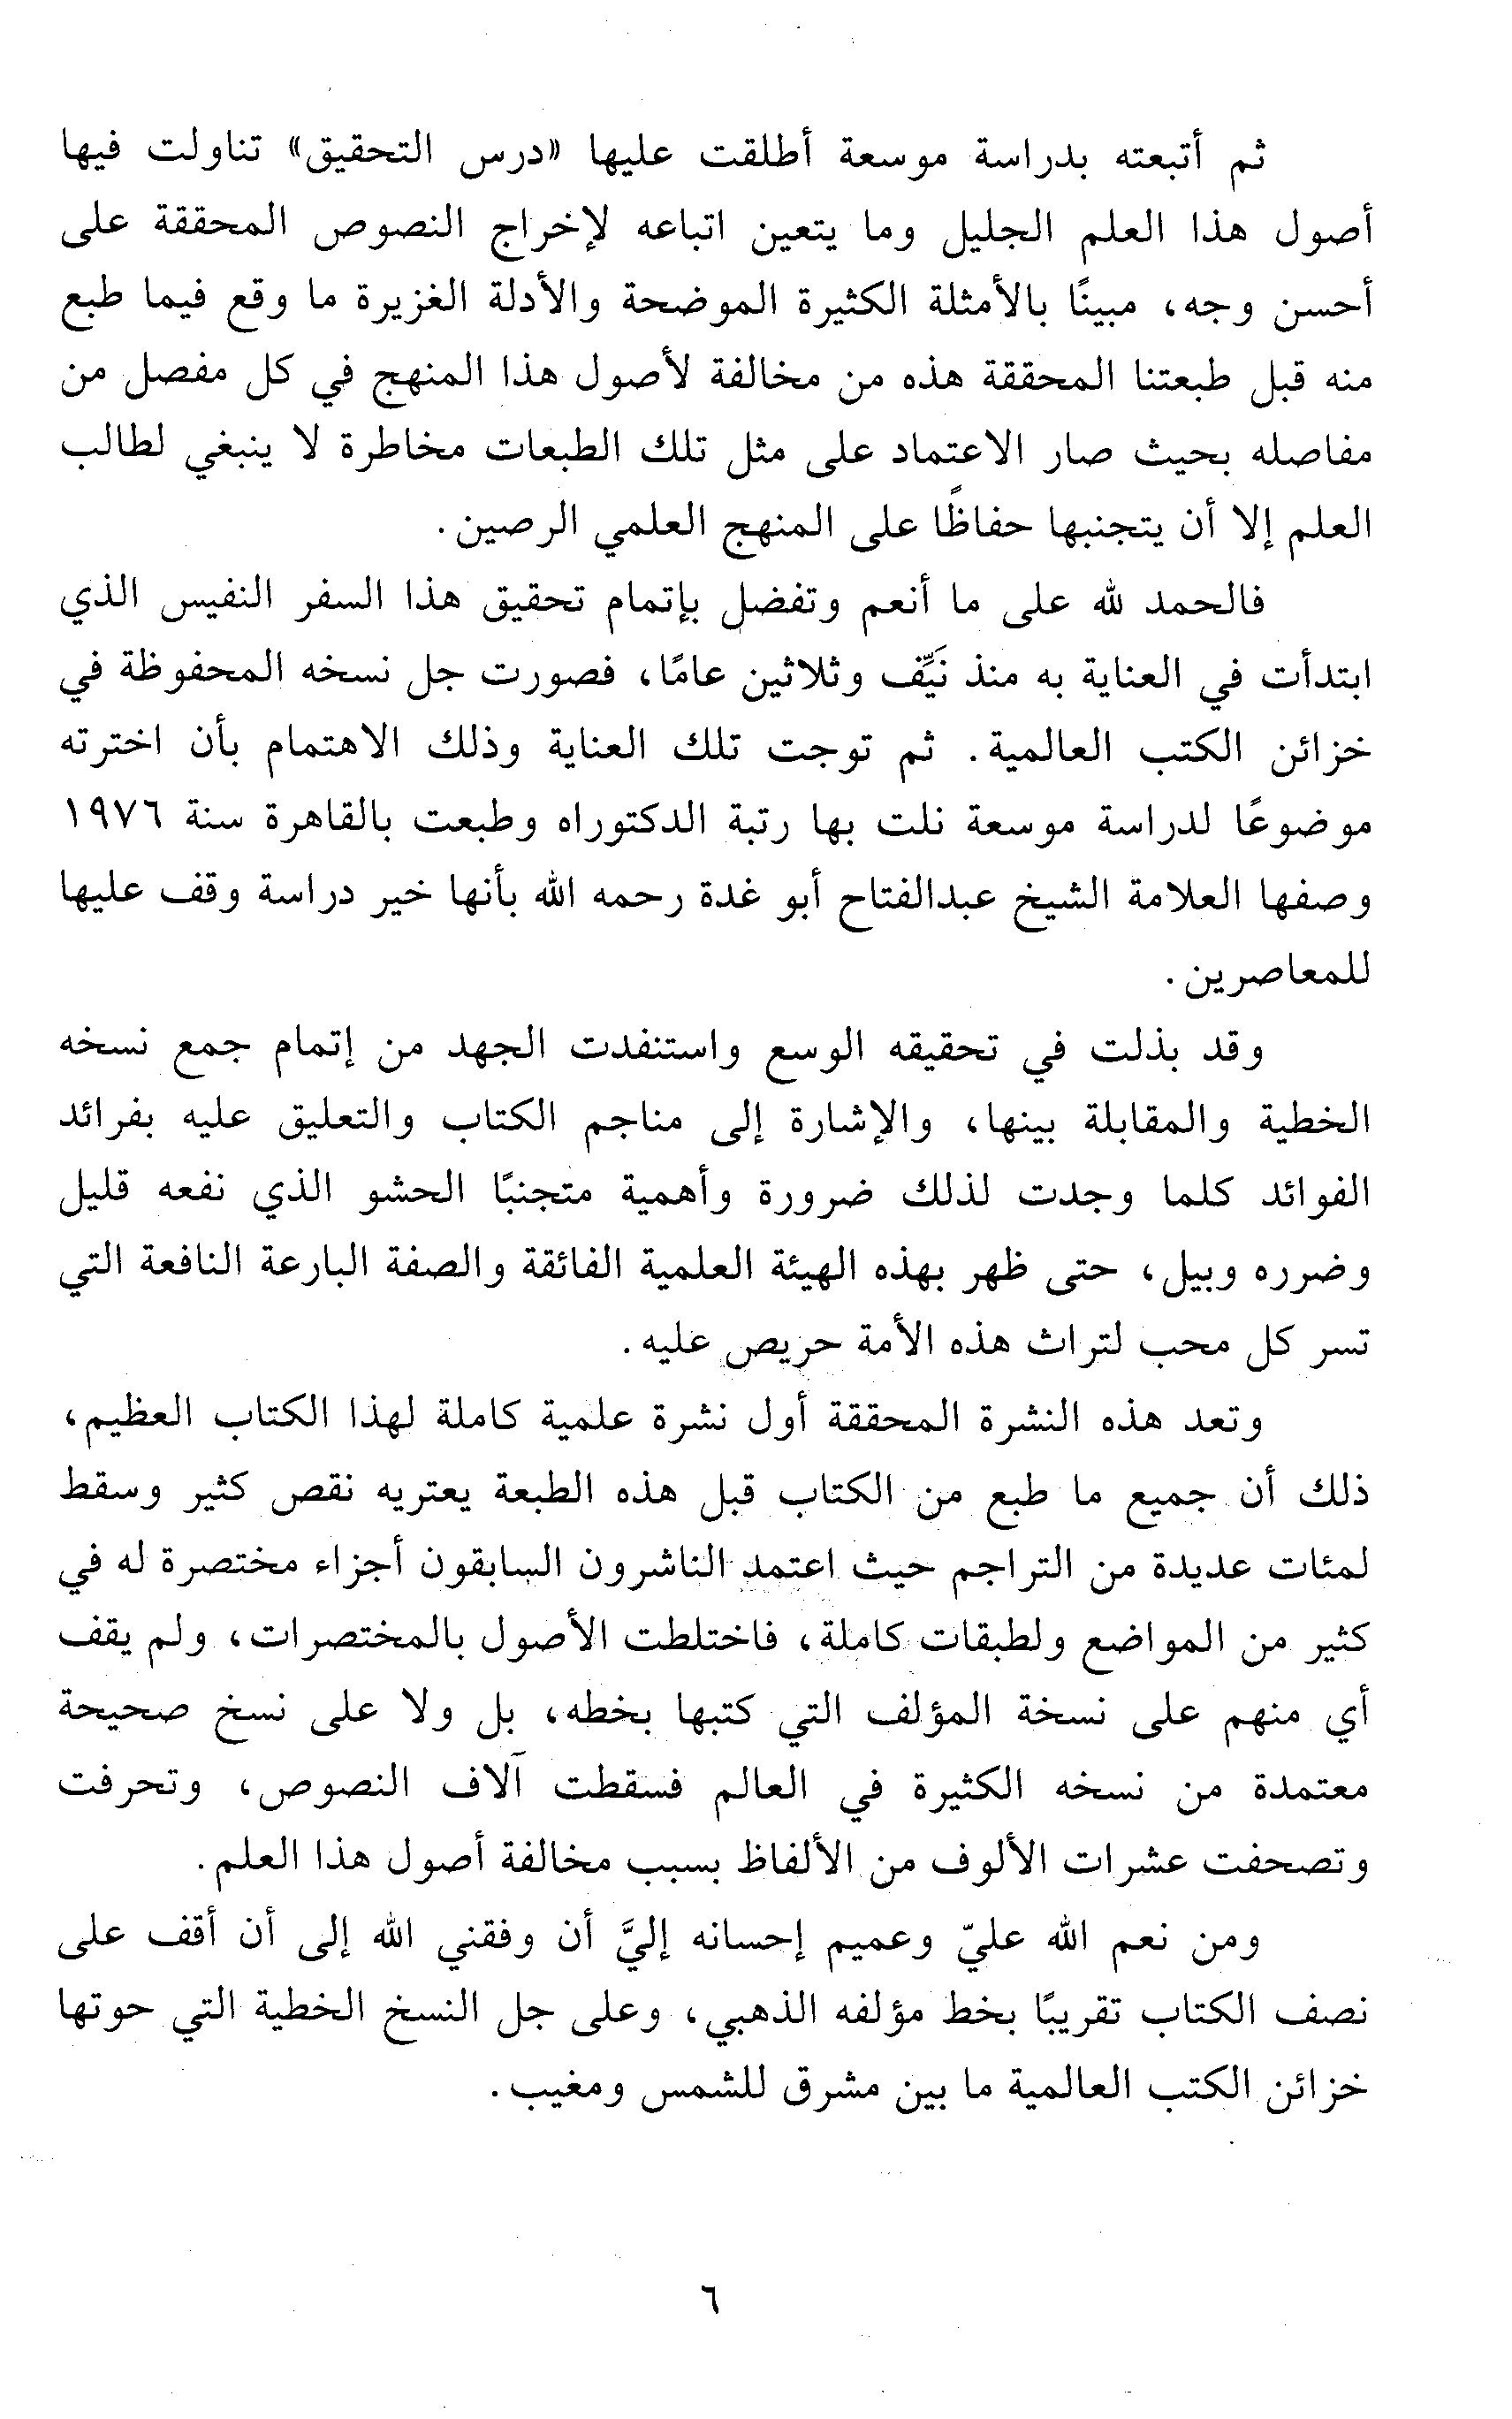 ثم أتبعته بدراسة موسعة أطلقت عليها «درس التحقيق» تناولت فيها
أصول هذا العلم الجليل وما يتعين اتباعه لإخراج النصوص المحققة على
أحسن وجه، مبينًا بالأمثلة الكثيرة الموضحة والأدلة الغزيرة ما وقع فيما طبع
منه قبل طبعتنا المحققة هذه من مخالفة لأصول هذا المنهج في كل مفصل من
مفاصله بحيث صار الاعتماد على مثل تلك الطبعات مخاطرة لا ينبغي لطالب
العلم إلا أن يتجنبها حفاظًا على المنهج العلمي الرصين.
فالحمد لله على ما أنعم وتفضل بإتمام تحقيق هذا السفر النفيس الذي
ابتدأت في العناية به منذ نَيِّف وثلاثين عامًا، فصورت جل نسخه المحفوظة في
خزائن الكتب العالمية. ثم توجت تلك العناية وذلك الاهتمام بأن اخترته
موضوعًا لدراسة موسعة نلت بها رتبة الدكتوراه وطبعت بالقاهرة سنة ١٩٧٦
وصفها العلامة الشيخ عبدالفتاح أبو غدة رحمه الله بأنها خير دراسة وقف عليها
للمعاصرين.
وقد بذلت في تحقيقه الوسع واستنفدت الجهد من إتمام جمع نسخه
الخطية والمقابلة بينها، والإشارة إلى مناجم الكتاب والتعليق عليه بفرائد
الفوائد كلما وجدت لذلك ضرورة وأهمية متجنبًا الحشو الذي نفعه قليل
وضرره وبيل، حتى ظهر بهذه الهيئة العلمية الفائقة والصفة البارعة النافعة التي
تسر كل محب لتراث هذه الأمة حريص عليه.
وتعد هذه النشرة المحققة أول نشرة علمية كاملة لهذا الكتاب العظيم،
ذلك أن جميع ما طبع من الكتاب قبل هذه الطبعة يعتريه نقص كثير وسقط
لمئات عديدة من التراجم حيث اعتمد الناشرون السابقون أجزاء مختصرة له في
كثير من المواضع ولطبقات كاملة، فاختلطت الأصول بالمختصرات، ولم يقف
أي منهم على نسخة المؤلف التي كتبها بخطه، بل ولا على نسخ صحيحة
معتمدة من نسخه الكثيرة في العالم فسقطت آلاف النصوص، وتحرفت
وتصحفت عشرات الألوف من الألفاظ بسبب مخالفة أصول هذا العلم.
ومن نعم الله عليّ وعميم إحسانه إليَّ أن وفقني الله إلى أن أقف على
نصف الكتاب تقريبًا بخط مؤلفه الذهبي، وعلى جل النسخ الخطية التي حوتها
خزائن الكتب العالمية ما بين مشرق للشمس ومغيب.
٦